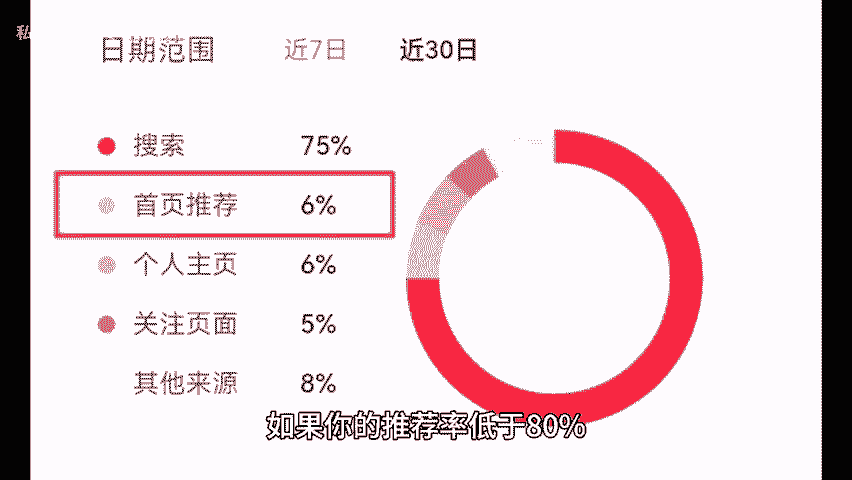 私
日期范围 近7日 近30日
搜索 75%
首页推荐 6%
个人主页 6%
关注页面 5%
其他来源 8%
如果你的推荐率低于80%